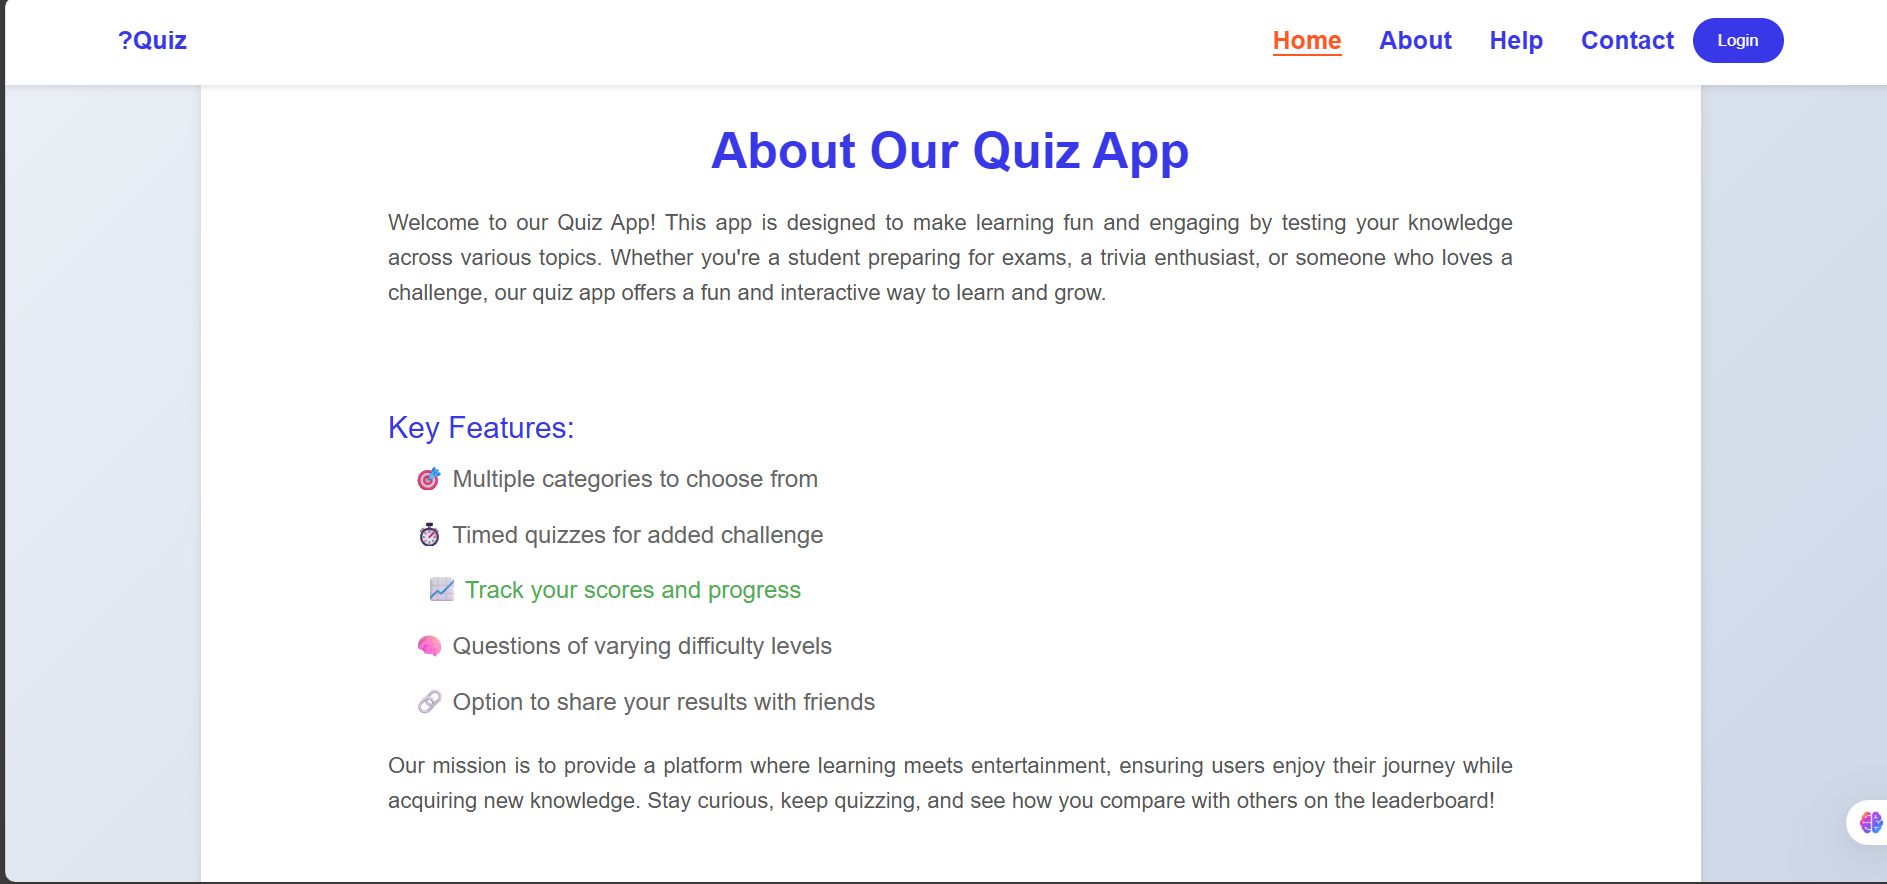 ?Quiz
Home About Help Contact Login
About Our Quiz App
Welcome to our Quiz App! This app is designed to make learning fun and engaging by testing your knowledge
across various topics. Whether you're a student preparing for exams, a trivia enthusiast, or someone who loves a
challenge, our quiz app offers a fun and interactive way to learn and grow.
Key Features:
🎯 Multiple categories to choose from
⏱ Timed quizzes for added challenge
📈 Track your scores and progress
🧠 Questions of varying difficulty levels
🔗 Option to share your results with friends
Our mission is to provide a platform where learning meets entertainment, ensuring users enjoy their journey while
acquiring new knowledge. Stay curious, keep quizzing, and see how you compare with others on the leaderboard!